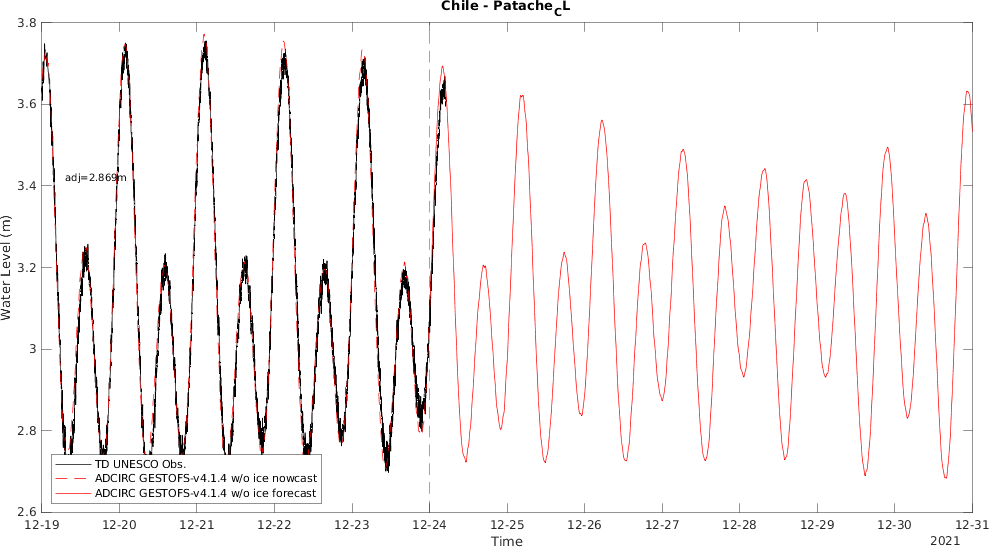 Chile - Patache_CL
3.8
3.6
3.4
3.2
3
2.8
2.6
Water Level (m)
adj=2.869m
TD UNESCO Obs.
ADCIRC GESTOFS-v4.1.4 w/o ice nowcast
ADCIRC GESTOFS-v4.1.4 w/o ice forecast
12-19 12-20 12-21 12-22 12-23 12-24 12-25 12-26 12-27 12-28 12-29 12-30 12-31
Time
2021